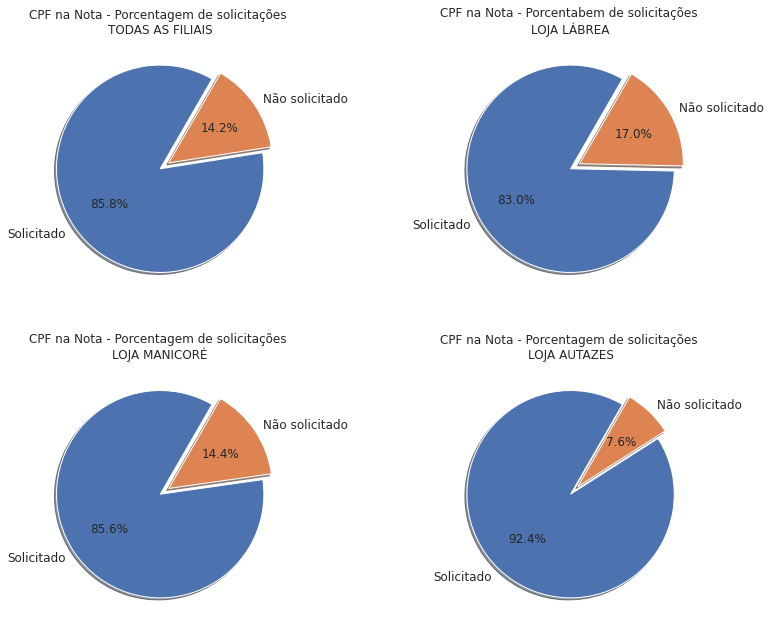 CPF na Nota - Porcentagem de solicitações
TODAS AS FILIAIS
Não solicitado
14.2%
85.8%
Solicitado
CPF na Nota - Porcentabem de solicitações
LOJA LÁBREA
Não solicitado
17.0%
83.0%
Solicitado
CPF na Nota - Porcentagem de solicitações
LOJA MANICORÉ
Não solicitado
14.4%
85.6%
Solicitado
CPF na Nota - Porcentagem de solicitações
LOJA AUTAZES
Não solicitado
7.6%
92.4%
Solicitado